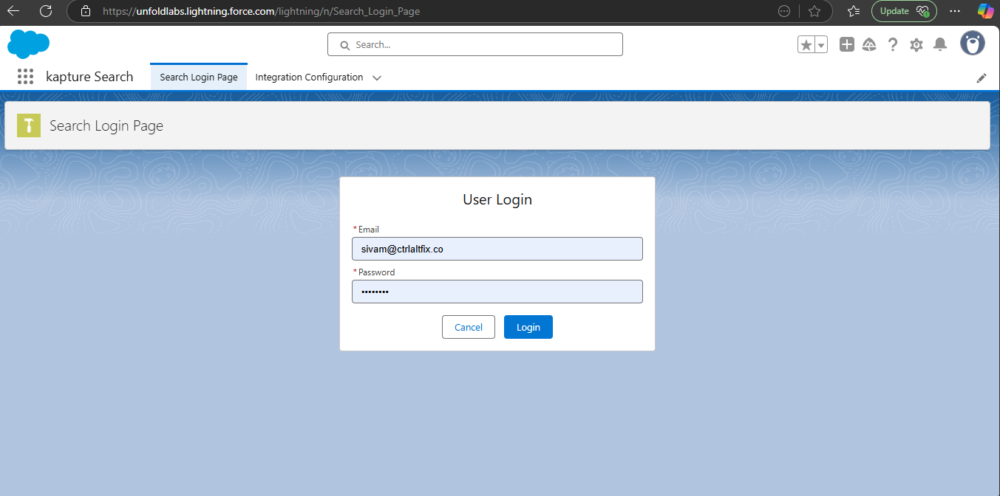 https://unfoldlabs.lightning.force.com/lightning/n/Search_Login_Page
Update
Search...
kapture Search
Search Login Page
Integration Configuration
Search Login Page
User Login
*Email
sivam@ctrlaltfix.co
*Password
••••••••
Cancel
Login